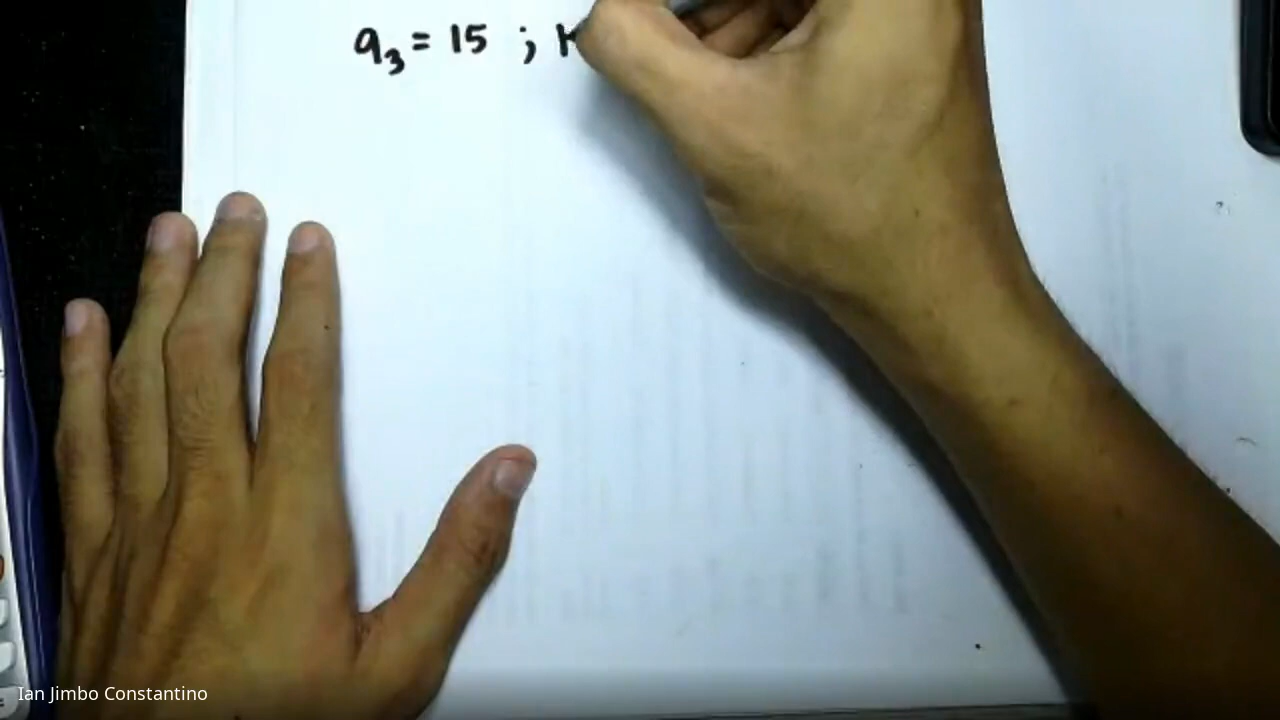 a₃ = 15 ;
Ian Jimbo Constantino